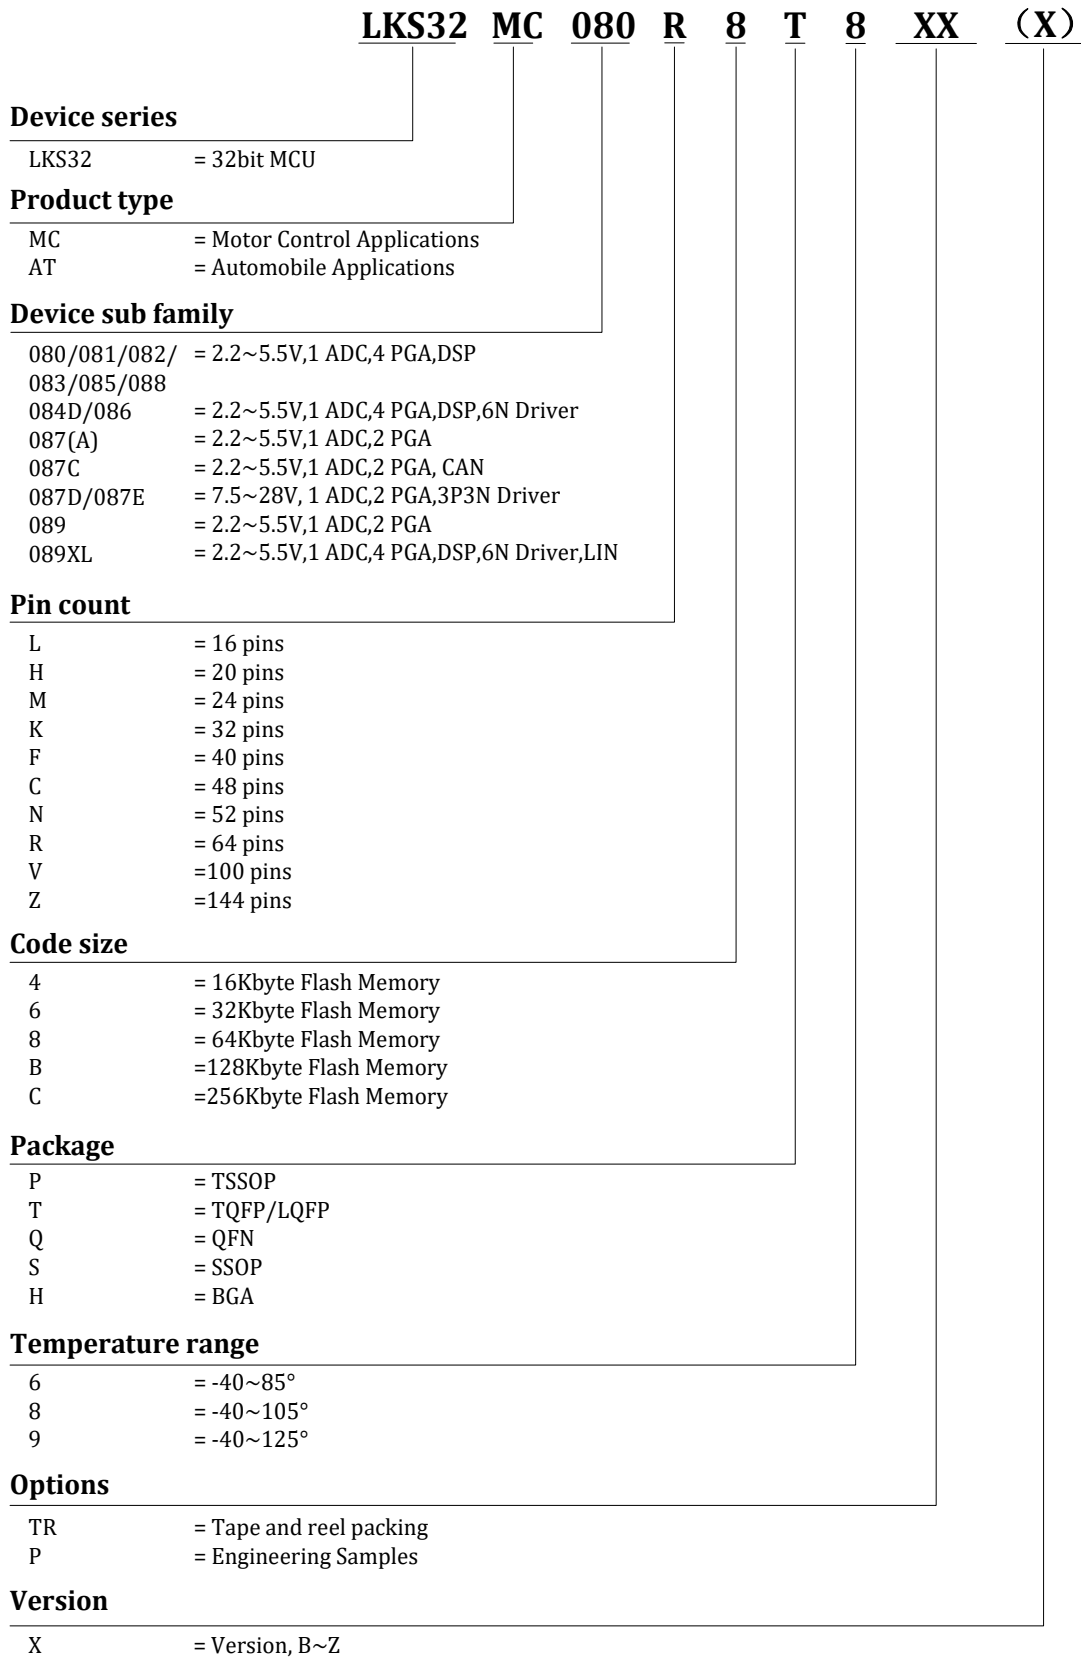 LKS32 MC 080 R 8 T 8 XX （X）
Device series
LKS32 = 32bit MCU
Product type
MC = Motor Control Applications
AT = Automobile Applications
Device sub family
080/081/082/ = 2.2~5.5V,1 ADC,4 PGA,DSP
083/085/088
084D/086 = 2.2~5.5V,1 ADC,4 PGA,DSP,6N Driver
087(A) = 2.2~5.5V,1 ADC,2 PGA
087C = 2.2~5.5V,1 ADC,2 PGA, CAN
087D/087E = 7.5~28V, 1 ADC,2 PGA,3P3N Driver
089 = 2.2~5.5V,1 ADC,2 PGA
089XL = 2.2~5.5V,1 ADC,4 PGA,DSP,6N Driver,LIN
Pin count
L = 16 pins
H = 20 pins
M = 24 pins
K = 32 pins
F = 40 pins
C = 48 pins
N = 52 pins
R = 64 pins
V =100 pins
Z =144 pins
Code size
4 = 16Kbyte Flash Memory
6 = 32Kbyte Flash Memory
8 = 64Kbyte Flash Memory
B =128Kbyte Flash Memory
C =256Kbyte Flash Memory
Package
P = TSSOP
T = TQFP/LQFP
Q = QFN
S = SSOP
H = BGA
Temperature range
6 = -40~85°
8 = -40~105°
9 = -40~125°
Options
TR = Tape and reel packing
P = Engineering Samples
Version
X = Version, B~Z